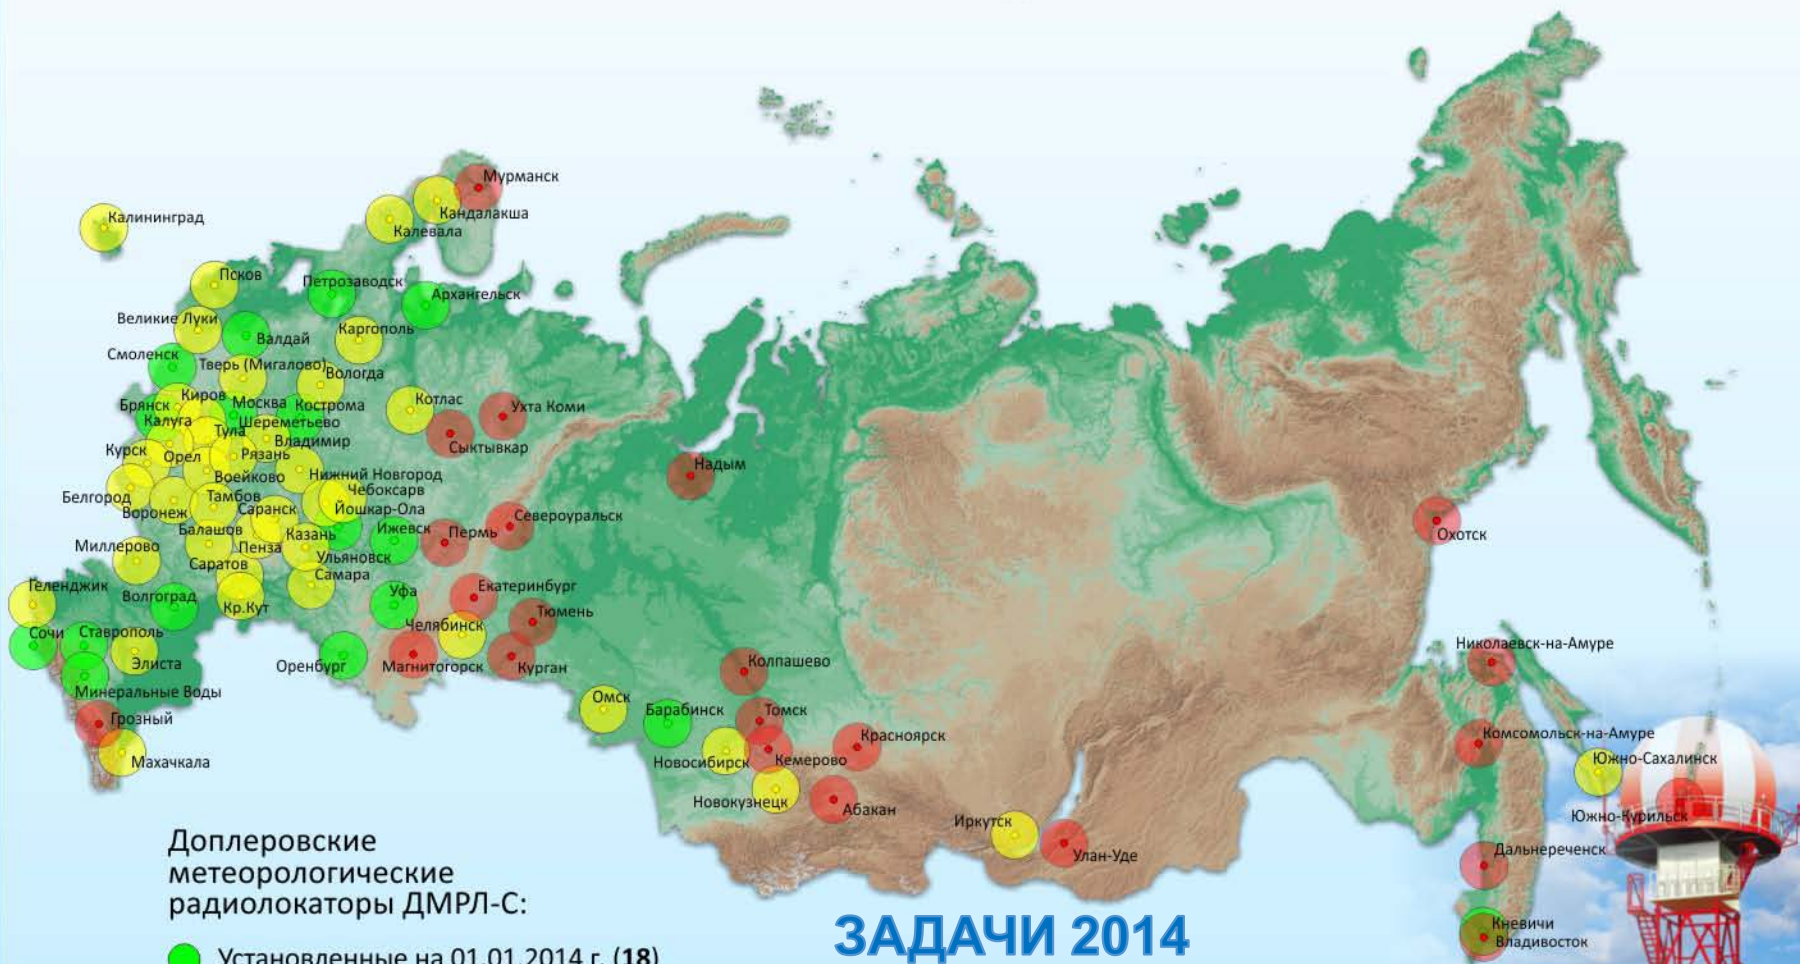 Мурманск
Кандалакша
Калининград
Калевала
Псков
Петрозаводск
Архангельск
Великие Луки
Каргополь
Валдай
Смоленск
Тверь (Мигалово)
Вологда
Киров
Москва
Кострома
Котлас
Ухта Коми
Брянск
Калуга
Шереметьево
Тула
Владимир
Сыктывкар
Курск
Орел
Рязань
Надым
Воейково
Нижний Новгород
Чебоксарв
Белгород
Тамбов
Воронеж
Саранск
Йошкар-Ола
Североуральск
Балашов
Ижевск
Пермь
Казань
Охотск
Миллерово
Пенза
Ульяновск
Саратов
Самара
Геленджик
Волгоград
Уфа
Екатеринбург
Кр.Кут
Тюмень
Челябинск
Сочи
Ставрополь
Николаевск-на-Амуре
Элиста
Оренбург
Магнитогорск
Курган
Колпашево
Минеральные Воды
Омск
Барабинск
Томск
Грозный
Красноярск
Комсомольск-на-Амуре
Махачкала
Новосибирск
Кемерово
Южно-Сахалинск
Новокузнецк
Абакан
Иркутск
Южно-Курильск
Улан-Уде
Дальнереченск
Доплеровские
метеорологические
радиолокаторы ДМРЛ-С:
Кневичи
Владивосток
ЗАДАЧИ 2014
Установленные на 01.01.2014 г. (18)